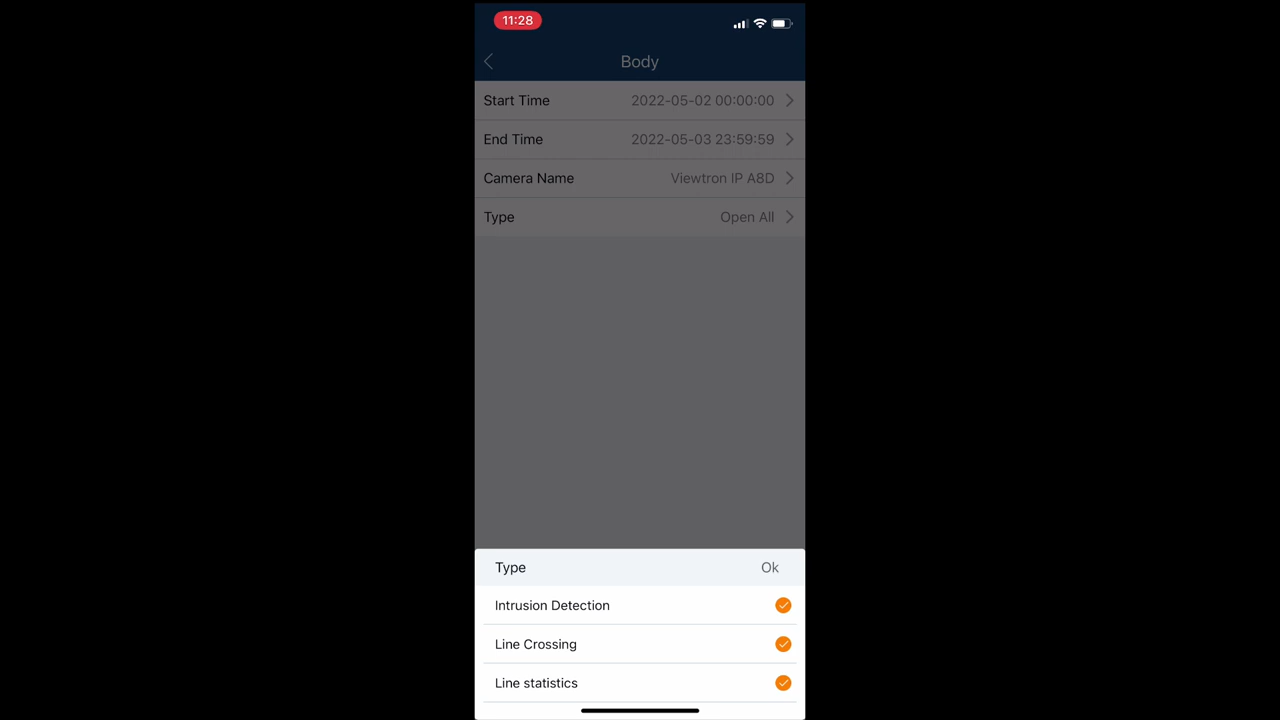 11:28
Body
Start Time 2022-05-02 00:00:00
End Time 2022-05-03 23:59:59
Camera Name Viewtron IP A8D
Type Open All
Type Ok
Intrusion Detection
Line Crossing
Line statistics